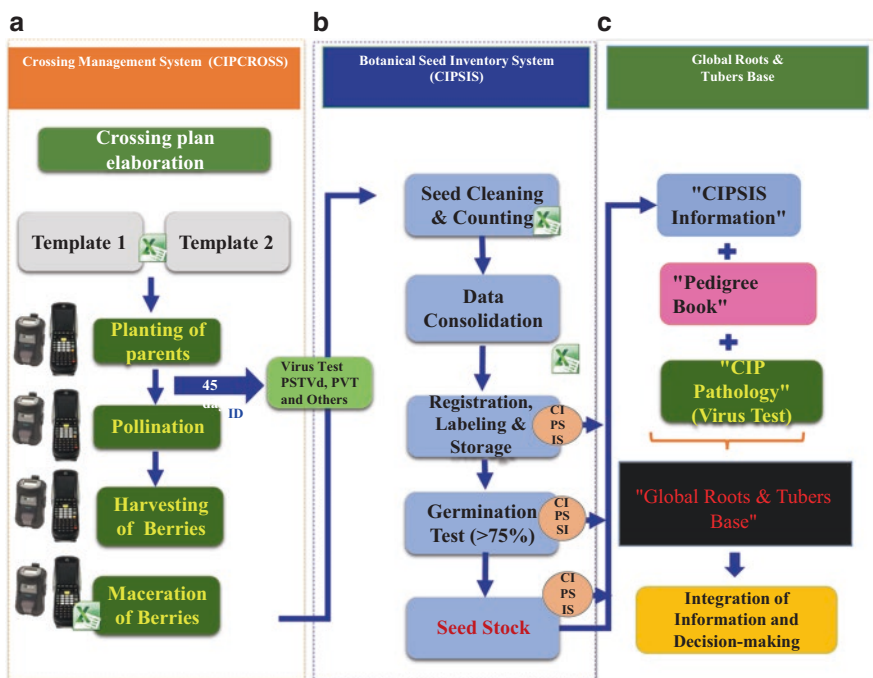 a
Crossing Management System (CIPCROSS)
Crossing plan
elaboration
Template 1
Template 2
Planting of
parents
45
ID
Virus Test
PSTVd, PVT
and Others
Pollination
Harvesting
of Berries
Maceration
of Berries
b
Botanical Seed Inventory System
(CIPSIS)
Seed Cleaning
& Counting
Data
Consolidation
Registration,
Labeling &
Storage
CI
PS
IS
Germination
Test (>75%)
CI
PS
SI
Seed Stock
CI
PS
IS
c
Global Roots &
Tubers Base
"CIPSIS
Information"
"Pedigree
Book"
"CIP
Pathology"
(Virus Test)
"Global Roots & Tubers
Base"
Integration of
Information and
Decision-making